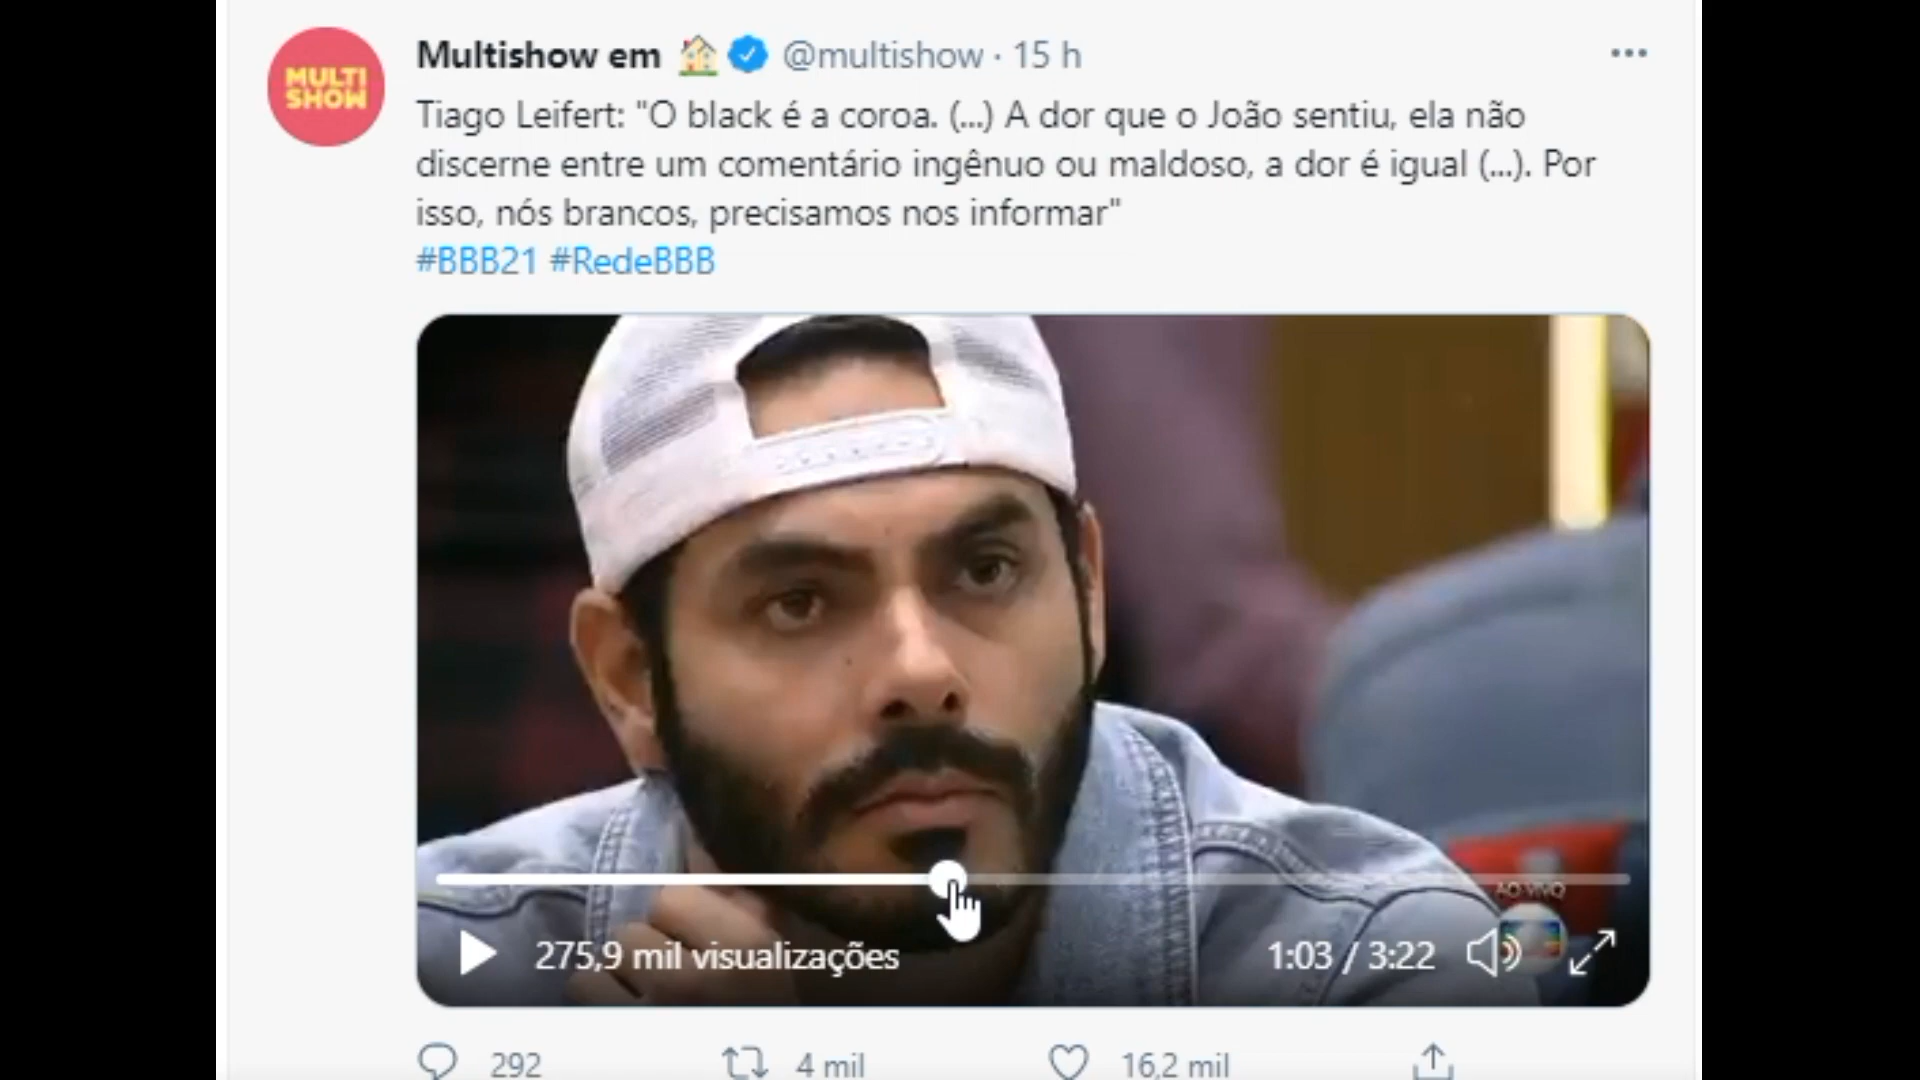 MULTI
SHOW
Multishow em @multishow · 15 h
Tiago Leifert: "O black é a coroa. (...) A dor que o João sentiu, ela não
discerne entre um comentário ingênuo ou maldoso, a dor é igual (...). Por
isso, nós brancos, precisamos nos informar"
#BBB21 #RedeBBB
AO VIVO
275,9 mil visualizações
1:03 / 3:22
292
4 mil
16,2 mil